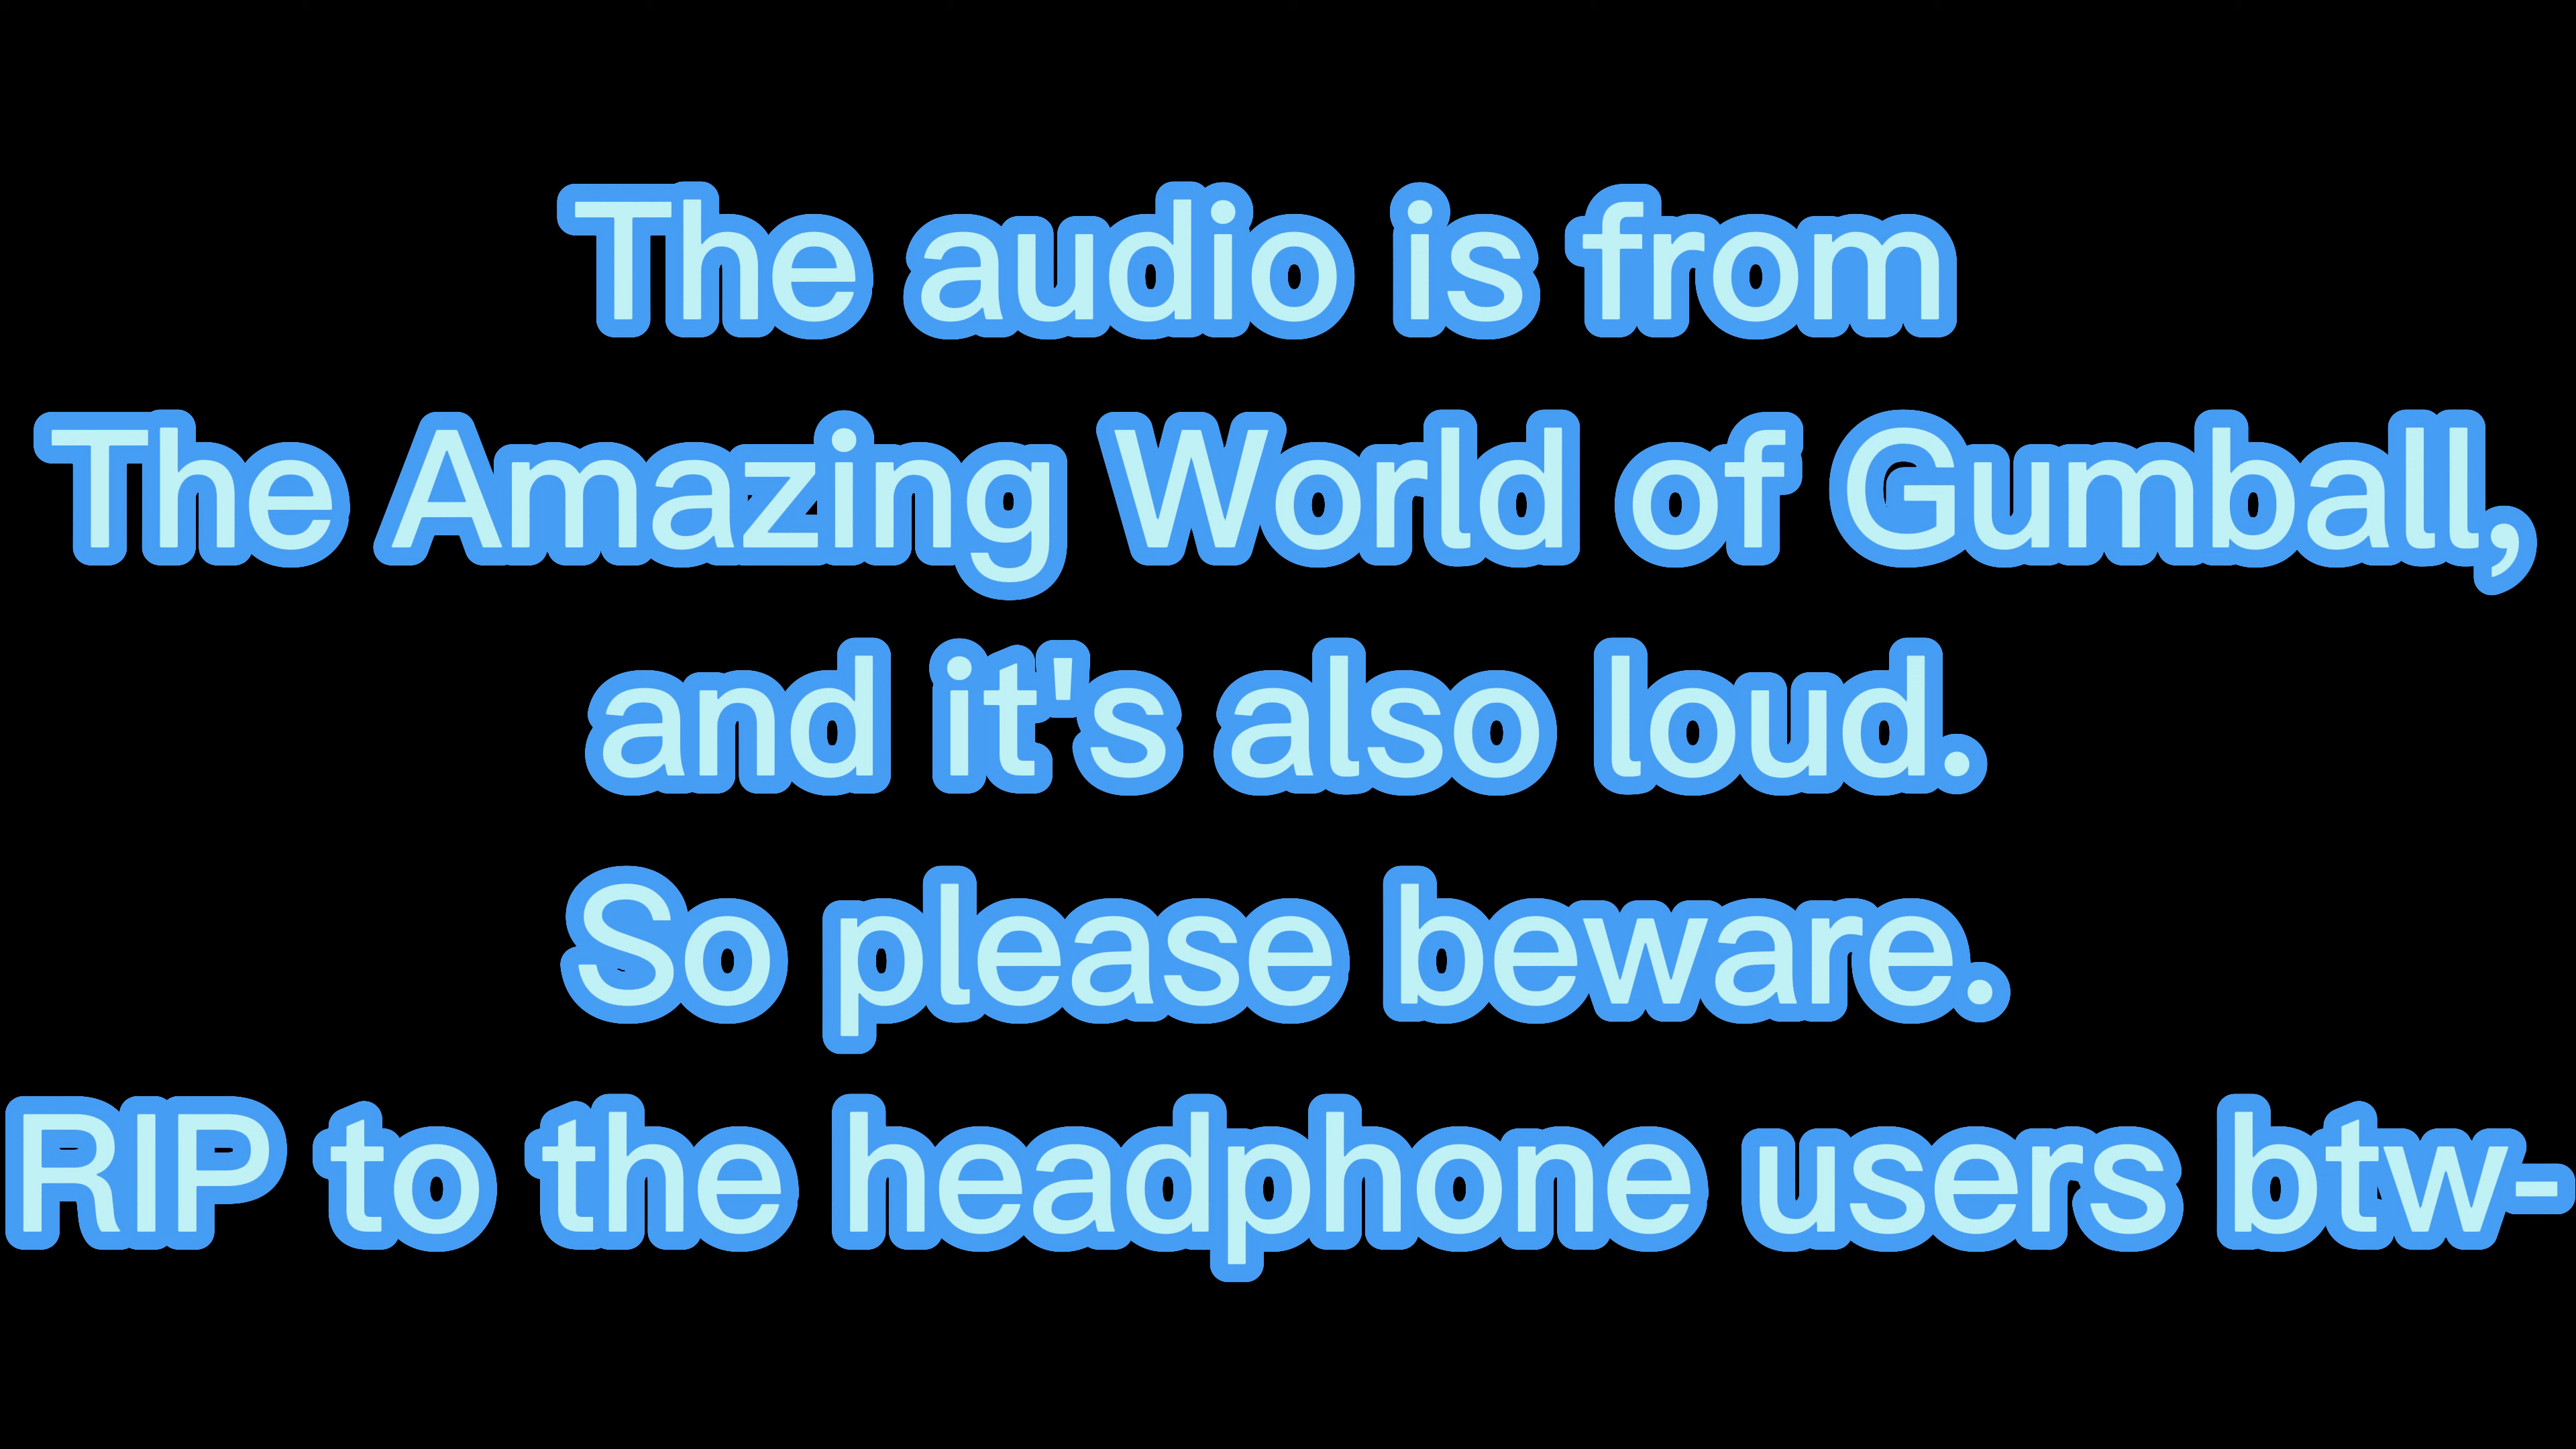 The audio is from
The Amazing World of Gumball,
and it's also loud.
So please beware.
RIP to the headphone users btw-